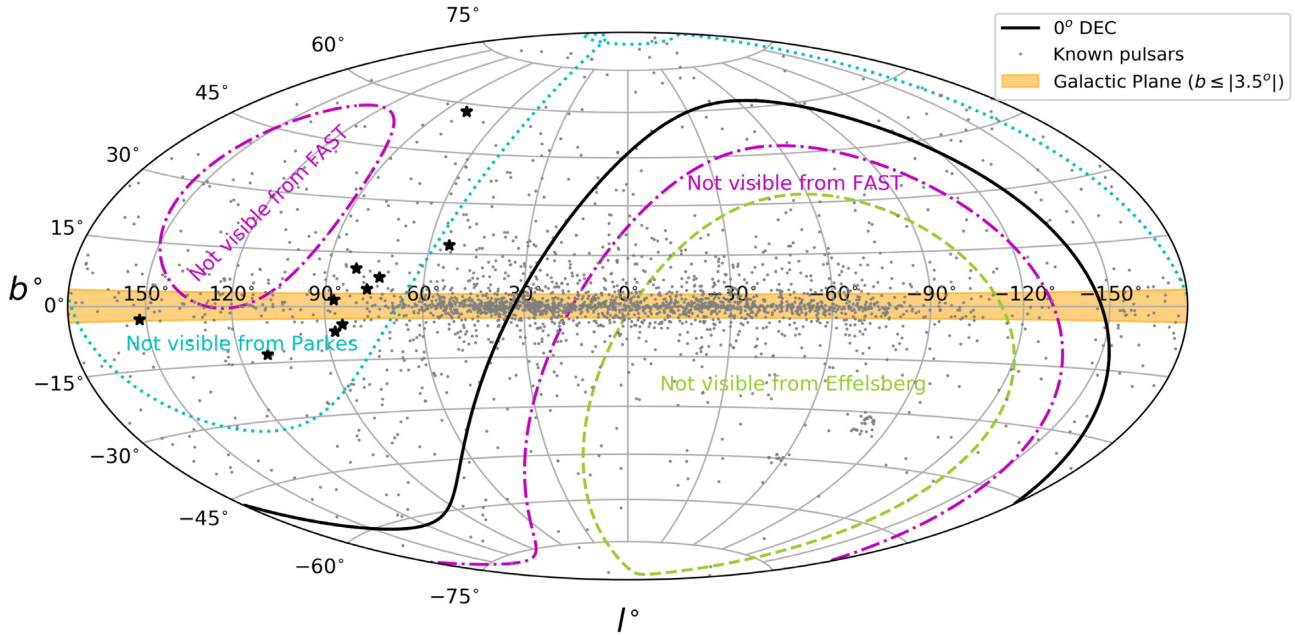 75°
60°
45°
30°
15°
b°
0°
−15°
−30°
−45°
−60°
−75°
0° DEC
Known pulsars
Galactic Plane (b ≤ |3.5°|)
Not visible from FAST
Not visible from FAST
150° 120° 90° 60° 30° 0° −30° −60° −90° −120° −150°
Not visible from Parkes
Not visible from Effelsberg
l°